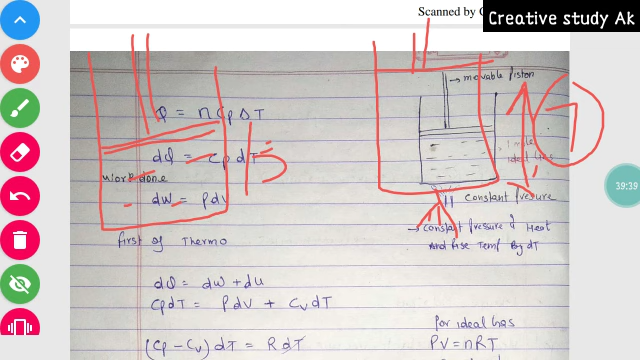 Scanned by C
Creative study Ak
→ movable piston
Q = nCpΔT
dQ = CpdT
1 mole
ideal gas
work done
dW = PdV
Constant Pressure
first of Thermo
→ Constant Pressure & Heat
And Rise Temp By dT
39:39
dQ = dW + du
CpdT = PdV + CvdT
For ideal Gas
(Cp - Cv) dT = RdT
PV = nRT